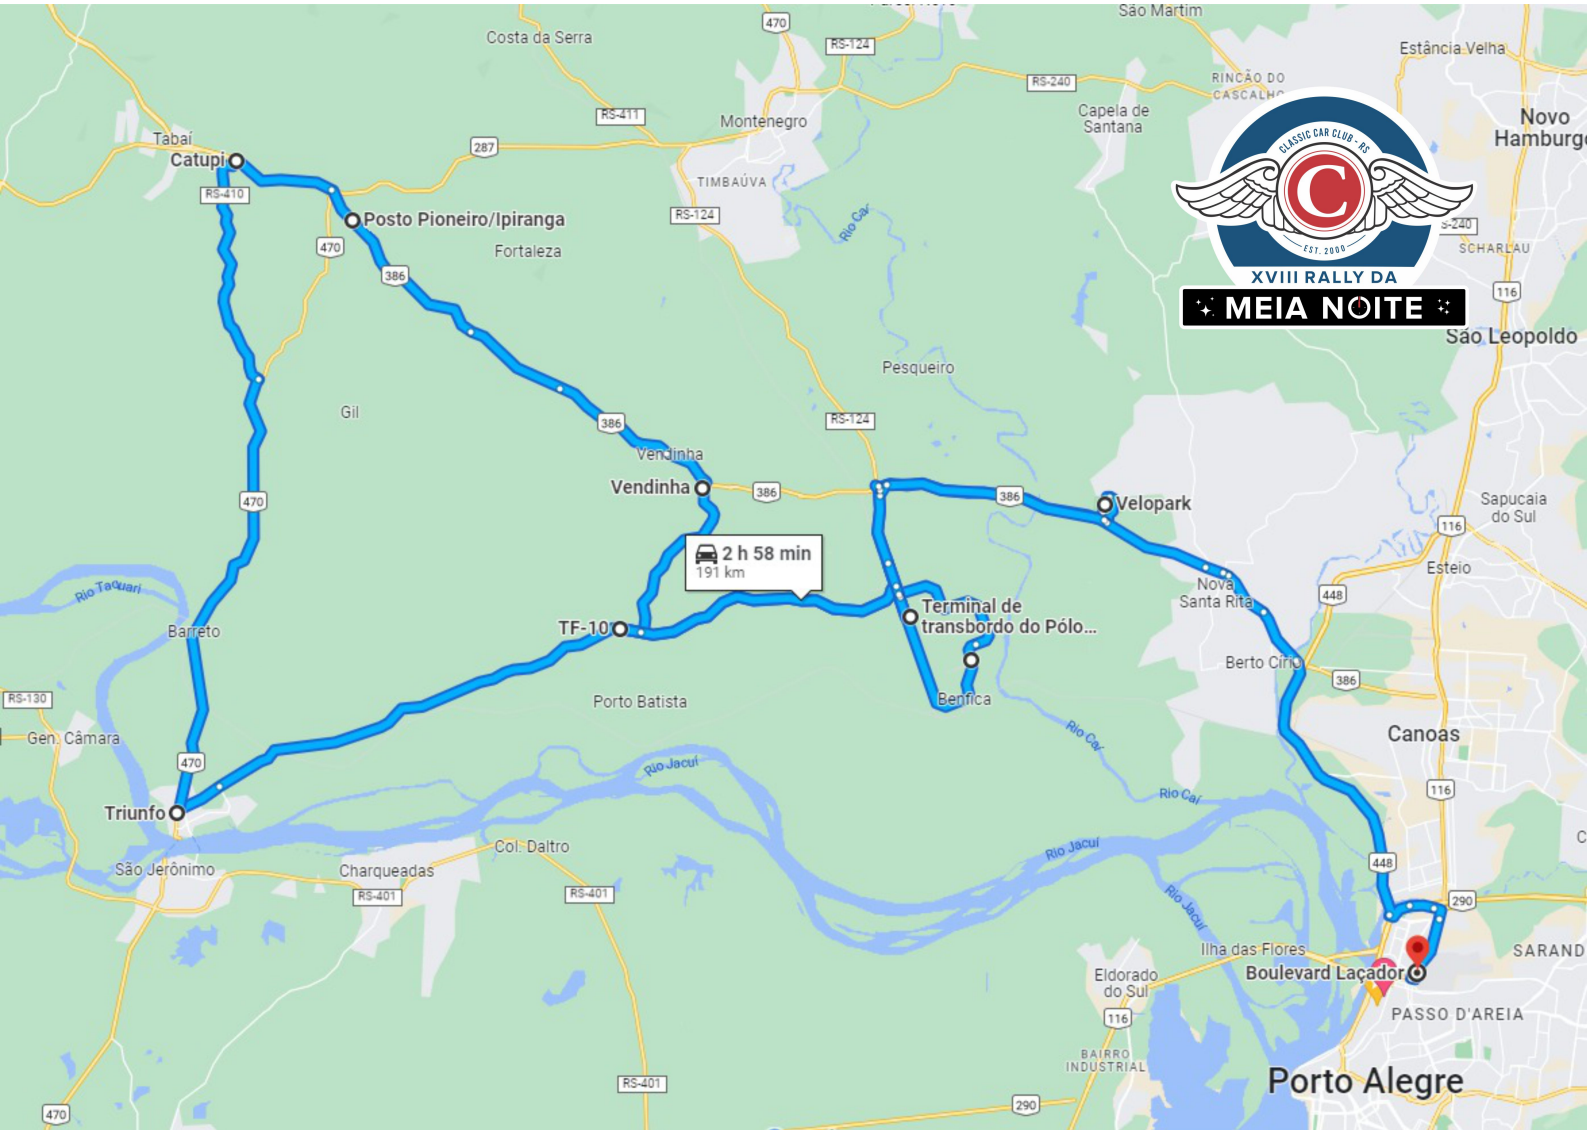 São Martim
470
Costa da Serra
RS-124
Estância Velha
RS-240
RINCÃO DO
CASCALHO
Capela de
Santana
RS-411
Montenegro
Novo
Hamburgo
Tabaí
Catupi
287
CLASSIC CAR CLUB - RS
C
EST. 2000
XVIII RALLY DA
MEIA NOITE
TIMBAÚVA
RS-410
RS-124
Posto Pioneiro/Ipiranga
Rio Caí
S-240
SCHARLAU
470
Fortaleza
386
116
São Leopoldo
Pesqueiro
Gil
386
RS-124
Vendinha
Vendinha
386
386
Velopark
Sapucaia
do Sul
470
116
2 h 58 min
191 km
Esteio
Nova
Santa Rita
448
Rio Taquari
Barreto
TF-10
Terminal de
transbordo do Pólo...
Berto Círio
386
RS-130
Porto Batista
Benfica
Gen. Câmara
Rio Caí
Canoas
470
Rio Jacuí
Rio Caí
116
Triunfo
Col. Daltro
Rio Jacuí
São Jerônimo
Charqueadas
448
RS-401
RS-401
Rio Jacuí
290
Ilha das Flores
SARAND
Eldorado
do Sul
Boulevard Laçador
116
PASSO D'AREIA
BAIRRO
INDUSTRIAL
RS-401
Porto Alegre
470
290